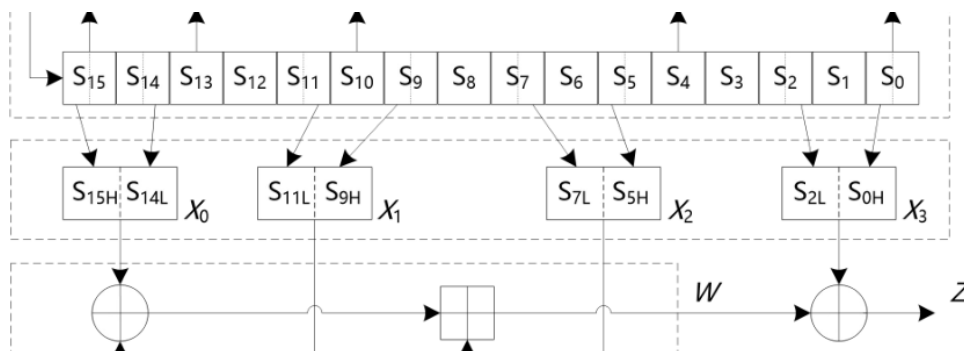 S15 S14 S13 S12 S11 S10 S9 S8 S7 S6 S5 S4 S3 S2 S1 S0
S15H S14L X0 S11L S9H X1 S7L S5H X2 S2L S0H X3
W Z